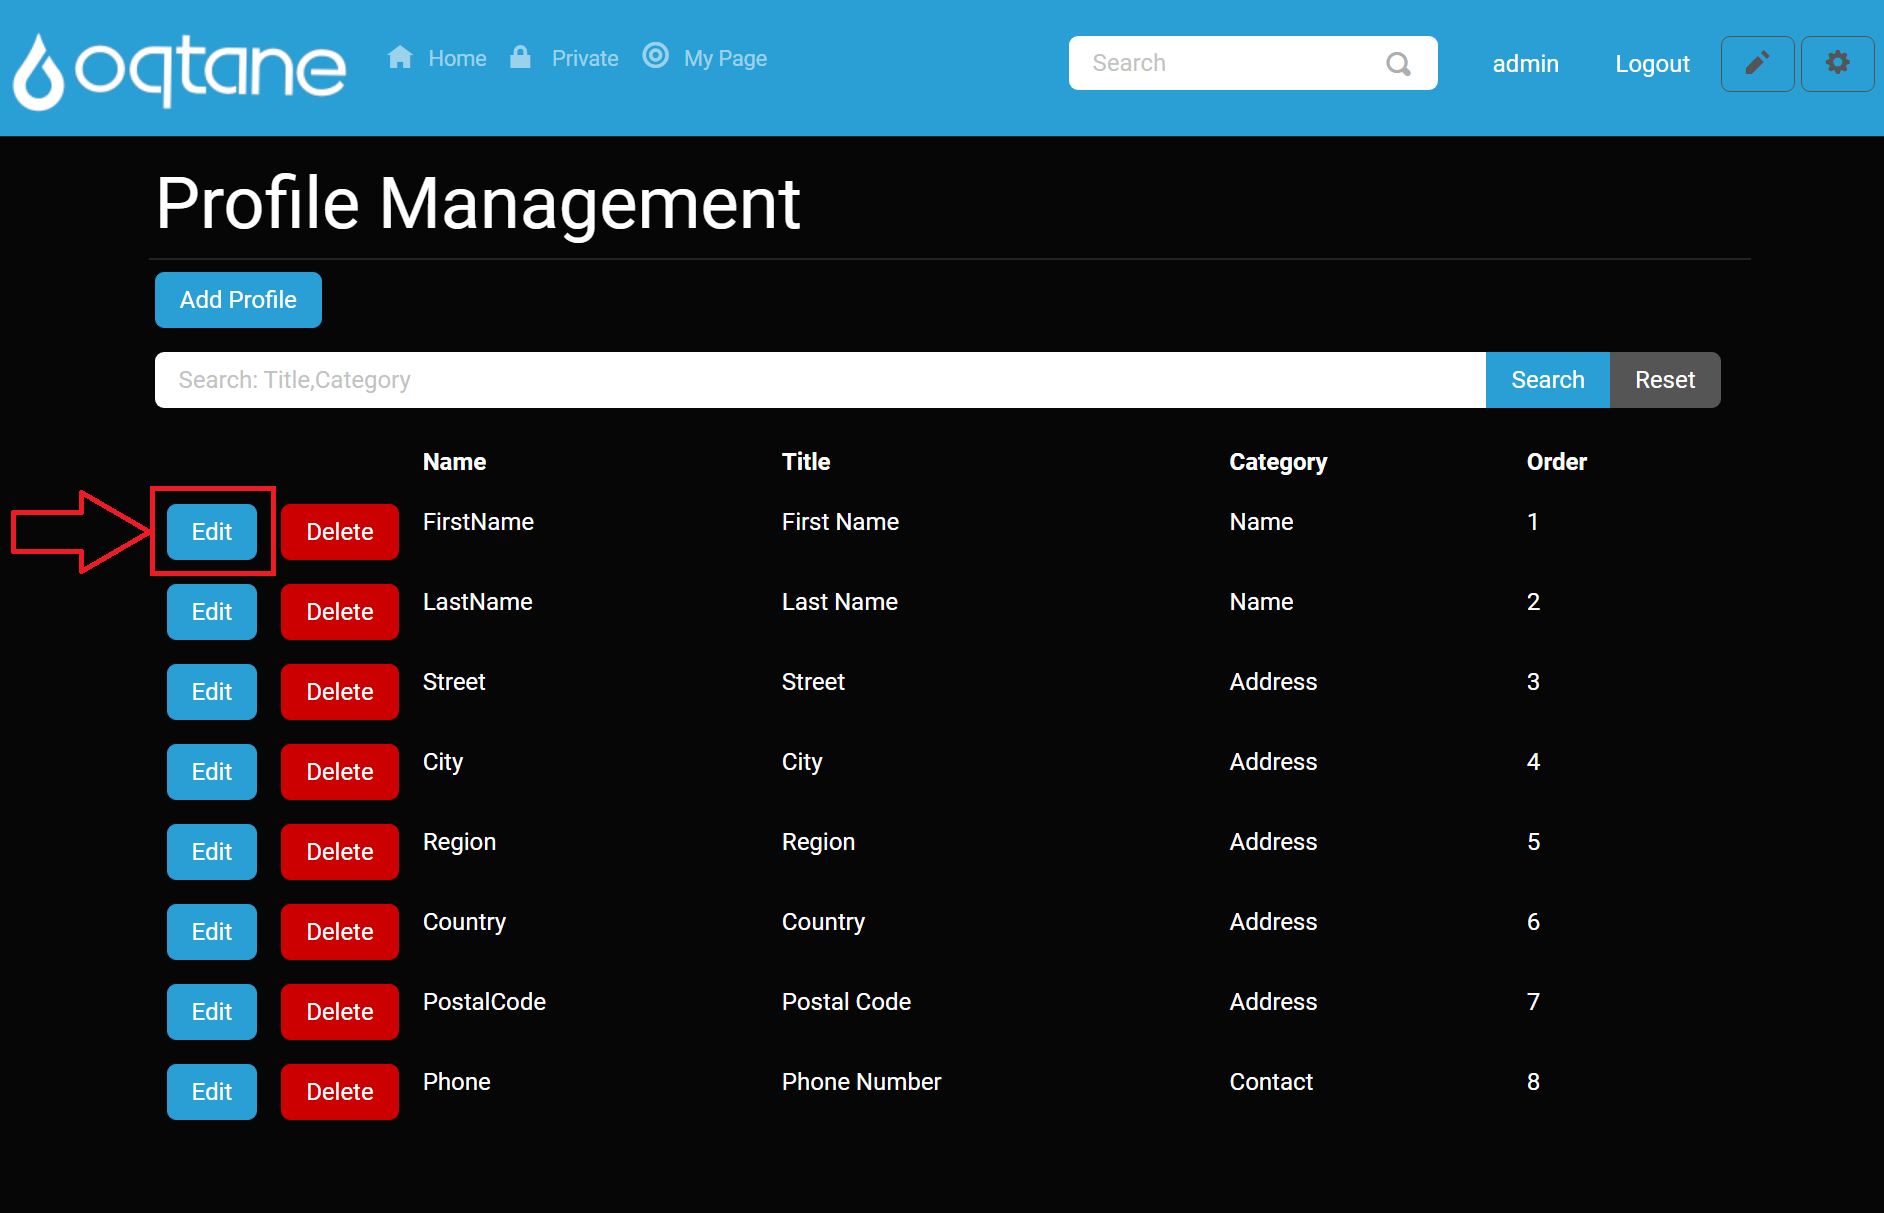 oqtane Home Private My Page Search admin Logout
Profile Management
Add Profile
Search: Title,Category Search Reset
Name Title Category Order
Edit Delete FirstName First Name Name 1
Edit Delete LastName Last Name Name 2
Edit Delete Street Street Address 3
Edit Delete City City Address 4
Edit Delete Region Region Address 5
Edit Delete Country Country Address 6
Edit Delete PostalCode Postal Code Address 7
Edit Delete Phone Phone Number Contact 8